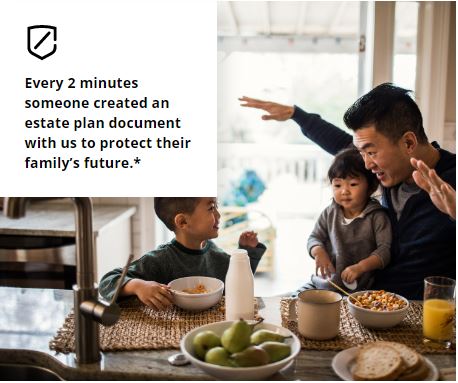 Every 2 minutes
someone created an
estate plan document
with us to protect their
family’s future.*